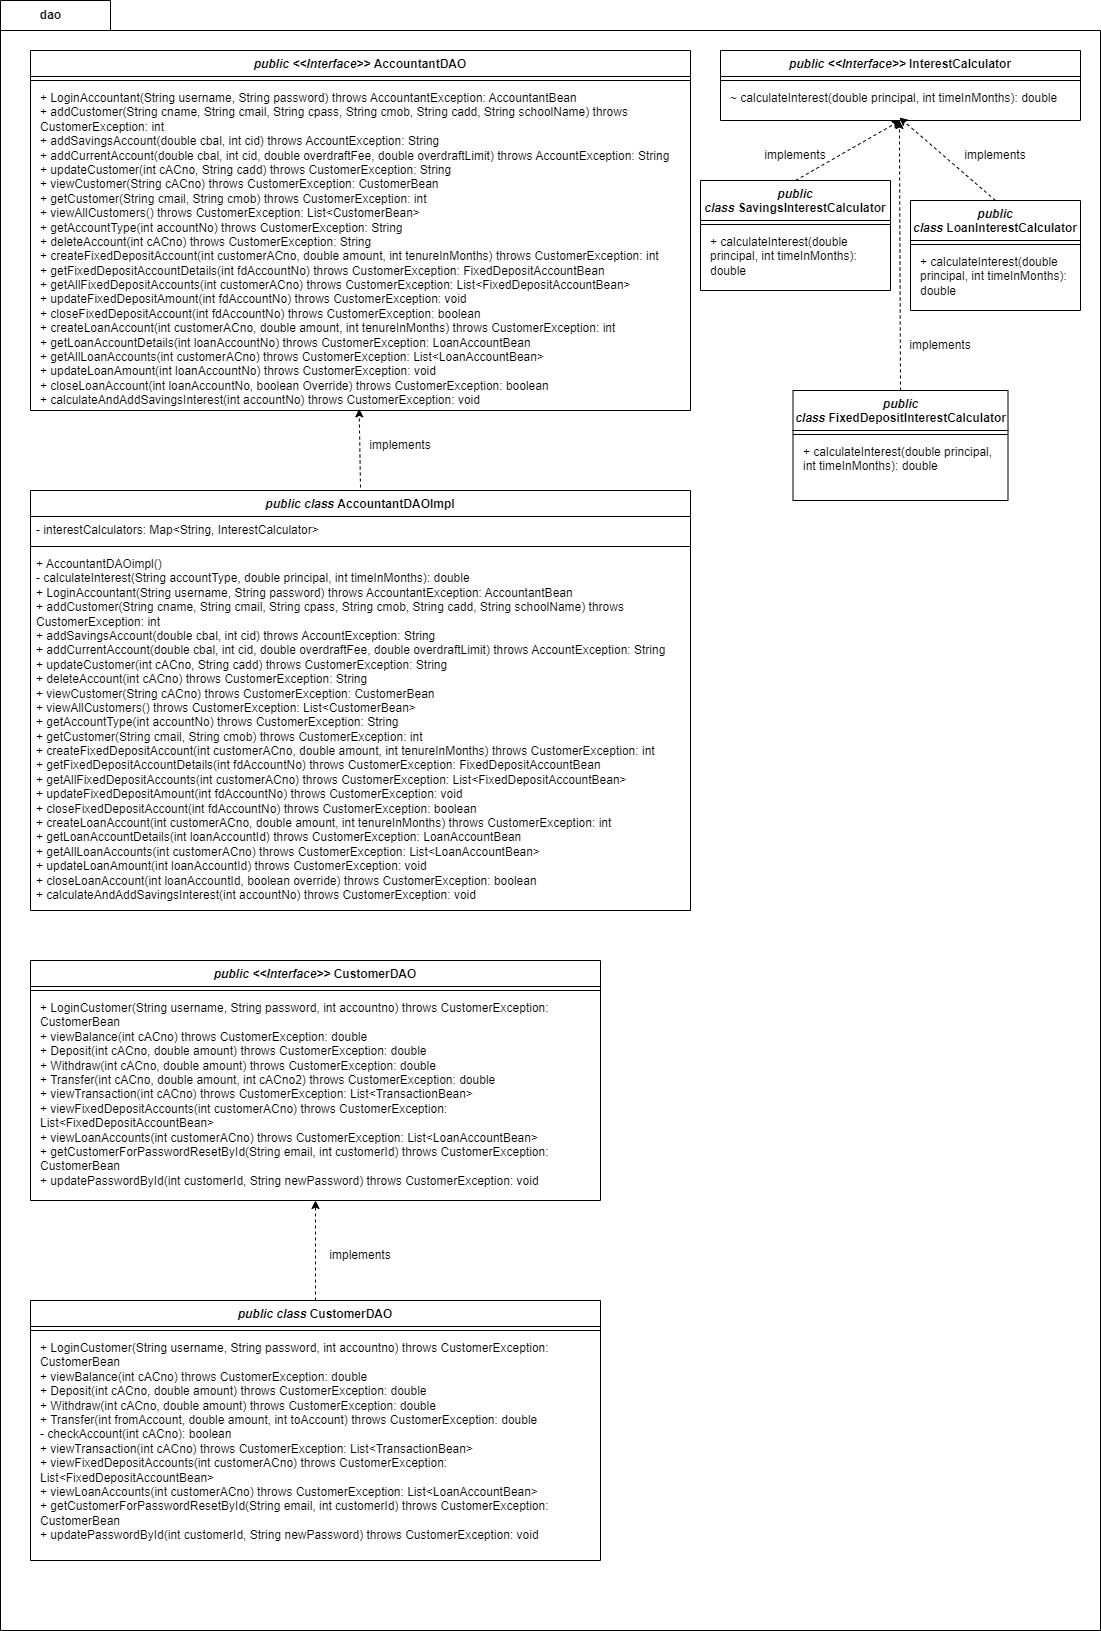 dao
public <<Interface>> AccountantDAO
+ LoginAccountant(String username, String password) throws AccountantException: AccountantBean
+ addCustomer(String cname, String cmail, String cpass, String cmob, String cadd, String schoolName) throws
CustomerException: int
+ addSavingsAccount(double cbal, int cid) throws AccountException: String
+ addCurrentAccount(double cbal, int cid, double overdraftFee, double overdraftLimit) throws AccountException: String
+ updateCustomer(int cACno, String cadd) throws CustomerException: String
+ viewCustomer(String cACno) throws CustomerException: CustomerBean
+ getCustomer(String cmail, String cmob) throws CustomerException: int
+ viewAllCustomers() throws CustomerException: List<CustomerBean>
+ getAccountType(int accountNo) throws CustomerException: String
+ deleteAccount(int cACno) throws CustomerException: String
+ createFixedDepositAccount(int customerACno, double amount, int tenureInMonths) throws CustomerException: int
+ getFixedDepositAccountDetails(int fdAccountNo) throws CustomerException: FixedDepositAccountBean
+ getAllFixedDepositAccounts(int customerACno) throws CustomerException: List<FixedDepositAccountBean>
+ updateFixedDepositAmount(int fdAccountNo) throws CustomerException: void
+ closeFixedDepositAccount(int fdAccountNo) throws CustomerException: boolean
+ createLoanAccount(int customerACno, double amount, int tenureInMonths) throws CustomerException: int
+ getLoanAccountDetails(int loanAccountNo) throws CustomerException: LoanAccountBean
+ getAllLoanAccounts(int customerACno) throws CustomerException: List<LoanAccountBean>
+ updateLoanAmount(int loanAccountNo) throws CustomerException: void
+ closeLoanAccount(int loanAccountNo, boolean Override) throws CustomerException: boolean
+ calculateAndAddSavingsInterest(int accountNo) throws CustomerException: void
public <<Interface>> InterestCalculator
~ calculateInterest(double principal, int timeInMonths): double
implements
implements
public
class SavingsInterestCalculator
+ calculateInterest(double
principal, int timeInMonths):
double
public
class LoanInterestCalculator
+ calculateInterest(double
principal, int timeInMonths):
double
implements
public
class FixedDepositInterestCalculator
+ calculateInterest(double principal,
int timeInMonths): double
implements
public class AccountantDAOImpl
- interestCalculators: Map<String, InterestCalculator>
+ AccountantDAOimpl()
- calculateInterest(String accountType, double principal, int timeInMonths): double
+ LoginAccountant(String username, String password) throws AccountantException: AccountantBean
+ addCustomer(String cname, String cmail, String cpass, String cmob, String cadd, String schoolName) throws
CustomerException: int
+ addSavingsAccount(double cbal, int cid) throws AccountException: String
+ addCurrentAccount(double cbal, int cid, double overdraftFee, double overdraftLimit) throws AccountException: String
+ updateCustomer(int cACno, String cadd) throws CustomerException: String
+ deleteAccount(int cACno) throws CustomerException: String
+ viewCustomer(String cACno) throws CustomerException: CustomerBean
+ viewAllCustomers() throws CustomerException: List<CustomerBean>
+ getAccountType(int accountNo) throws CustomerException: String
+ getCustomer(String cmail, String cmob) throws CustomerException: int
+ createFixedDepositAccount(int customerACno, double amount, int tenureInMonths) throws CustomerException: int
+ getFixedDepositAccountDetails(int fdAccountNo) throws CustomerException: FixedDepositAccountBean
+ getAllFixedDepositAccounts(int customerACno) throws CustomerException: List<FixedDepositAccountBean>
+ updateFixedDepositAmount(int fdAccountNo) throws CustomerException: void
+ closeFixedDepositAccount(int fdAccountNo) throws CustomerException: boolean
+ createLoanAccount(int customerACno, double amount, int tenureInMonths) throws CustomerException: int
+ getLoanAccountDetails(int loanAccountId) throws CustomerException: LoanAccountBean
+ getAllLoanAccounts(int customerACno) throws CustomerException: List<LoanAccountBean>
+ updateLoanAmount(int loanAccountId) throws CustomerException: void
+ closeLoanAccount(int loanAccountId, boolean override) throws CustomerException: boolean
+ calculateAndAddSavingsInterest(int accountNo) throws CustomerException: void
public <<Interface>> CustomerDAO
+ LoginCustomer(String username, String password, int accountno) throws CustomerException:
CustomerBean
+ viewBalance(int cACno) throws CustomerException: double
+ Deposit(int cACno, double amount) throws CustomerException: double
+ Withdraw(int cACno, double amount) throws CustomerException: double
+ Transfer(int cACno, double amount, int cACno2) throws CustomerException: double
+ viewTransaction(int cACno) throws CustomerException: List<TransactionBean>
+ viewFixedDepositAccounts(int customerACno) throws CustomerException:
List<FixedDepositAccountBean>
+ viewLoanAccounts(int customerACno) throws CustomerException: List<LoanAccountBean>
+ getCustomerForPasswordResetById(String email, int customerId) throws CustomerException:
CustomerBean
+ updatePasswordById(int customerId, String newPassword) throws CustomerException: void
implements
public class CustomerDAO
+ LoginCustomer(String username, String password, int accountno) throws CustomerException:
CustomerBean
+ viewBalance(int cACno) throws CustomerException: double
+ Deposit(int cACno, double amount) throws CustomerException: double
+ Withdraw(int cACno, double amount) throws CustomerException: double
+ Transfer(int fromAccount, double amount, int toAccount) throws CustomerException: double
- checkAccount(int cACno): boolean
+ viewTransaction(int cACno) throws CustomerException: List<TransactionBean>
+ viewFixedDepositAccounts(int customerACno) throws CustomerException:
List<FixedDepositAccountBean>
+ viewLoanAccounts(int customerACno) throws CustomerException: List<LoanAccountBean>
+ getCustomerForPasswordResetById(String email, int customerId) throws CustomerException:
CustomerBean
+ updatePasswordById(int customerId, String newPassword) throws CustomerException: void